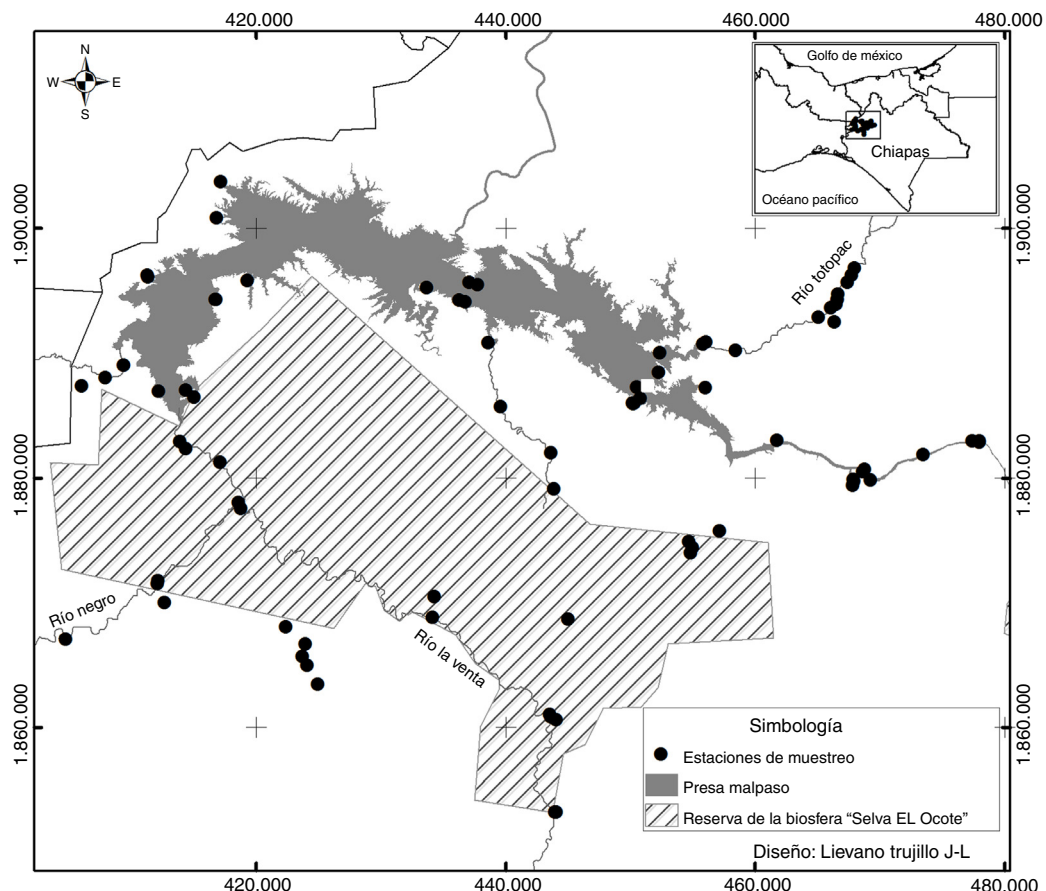 420.000 440.000 460.000 480.000
N
W E
S
Golfo de méxico
Chiapas
Océano pacífico
1.900.000 1.900.000
Río totopac
1.880.000 1.880.000
Río negro
Río la venta
1.860.000 1.860.000
Simbología
Estaciones de muestreo
Presa malpaso
Reserva de la biosfera “Selva EL Ocote”
Diseño: Lievano trujillo J-L
420.000 440.000 460.000 480.000